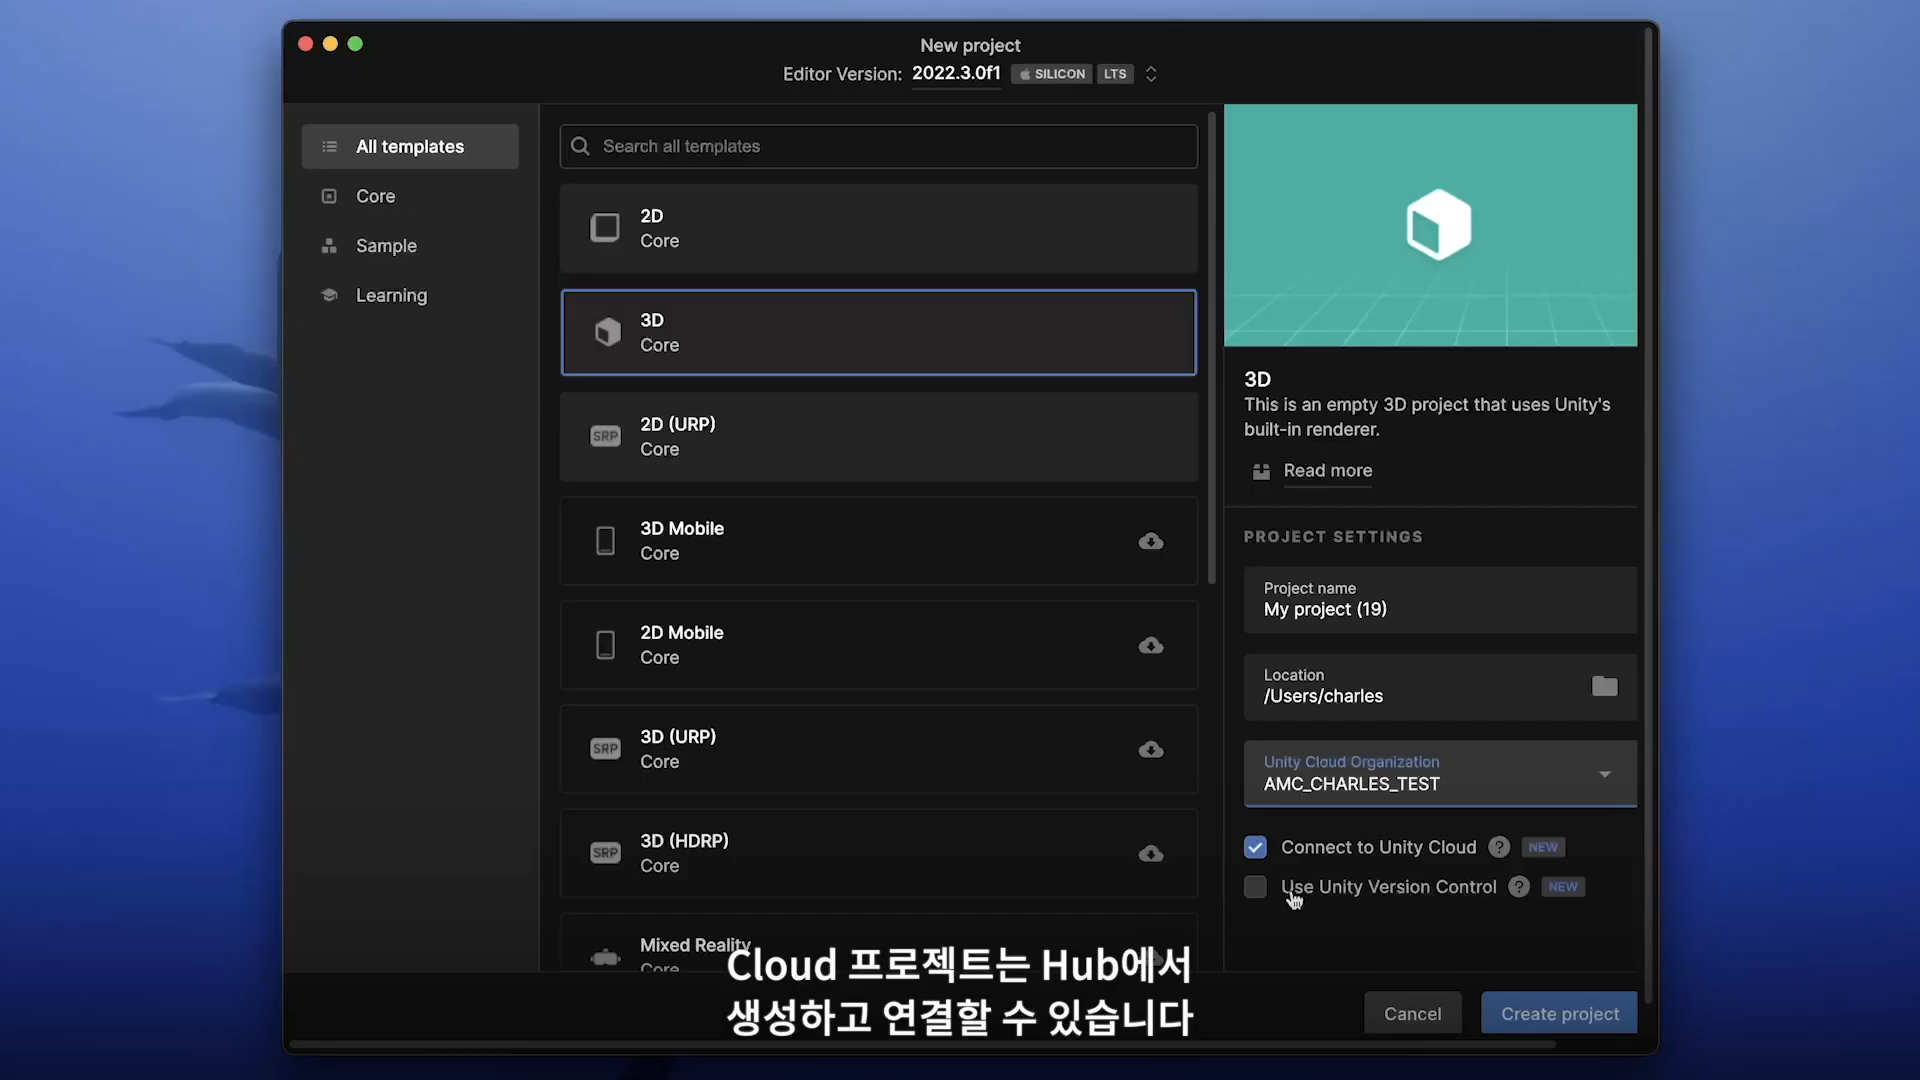 New project
Editor Version: 2022.3.0f1 SILICON LTS
All templates
Core
Sample
Learning
Search all templates
2D
Core
3D
Core
2D (URP)
Core
SRP
3D Mobile
Core
2D Mobile
Core
3D (URP)
Core
SRP
3D (HDRP)
Core
SRP
Mixed Reality
Core
3D
This is an empty 3D project that uses Unity's
built-in renderer.
Read more
PROJECT SETTINGS
Project name
My project (19)
Location
/Users/charles
Unity Cloud Organization
AMC_CHARLES_TEST
Connect to Unity Cloud ? NEW
Use Unity Version Control ? NEW
Cancel
Create project
Cloud 프로젝트는 Hub에서
생성하고 연결할 수 있습니다